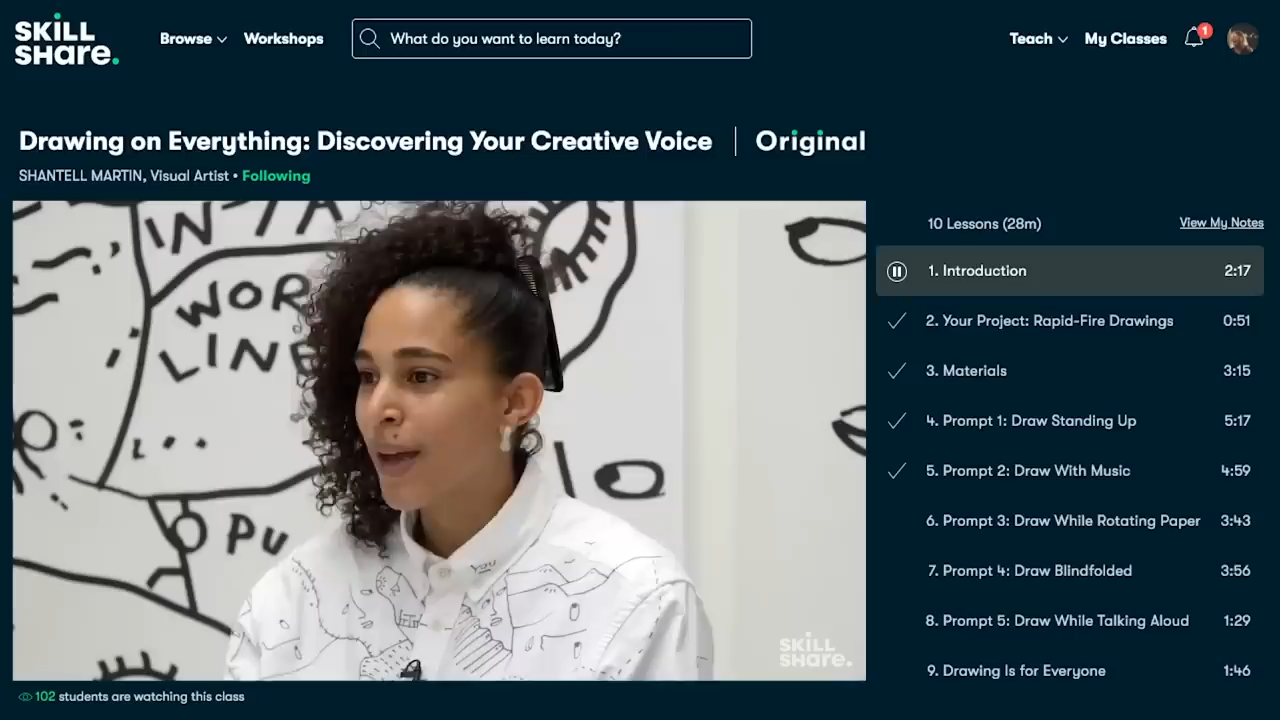 SKILL
SHARE.
Browse
Workshops
What do you want to learn today?
Teach
My Classes
1
Drawing on Everything: Discovering Your Creative Voice
Original
SHANTELL MARTIN, Visual Artist • Following
WOR
LINE
PU
YOU
SKILL
SHARE.
102 students are watching this class
10 Lessons (28m)
View My Notes
1. Introduction 2:17
2. Your Project: Rapid-Fire Drawings 0:51
3. Materials 3:15
4. Prompt 1: Draw Standing Up 5:17
5. Prompt 2: Draw With Music 4:59
6. Prompt 3: Draw While Rotating Paper 3:43
7. Prompt 4: Draw Blindfolded 3:56
8. Prompt 5: Draw While Talking Aloud 1:29
9. Drawing Is for Everyone 1:46